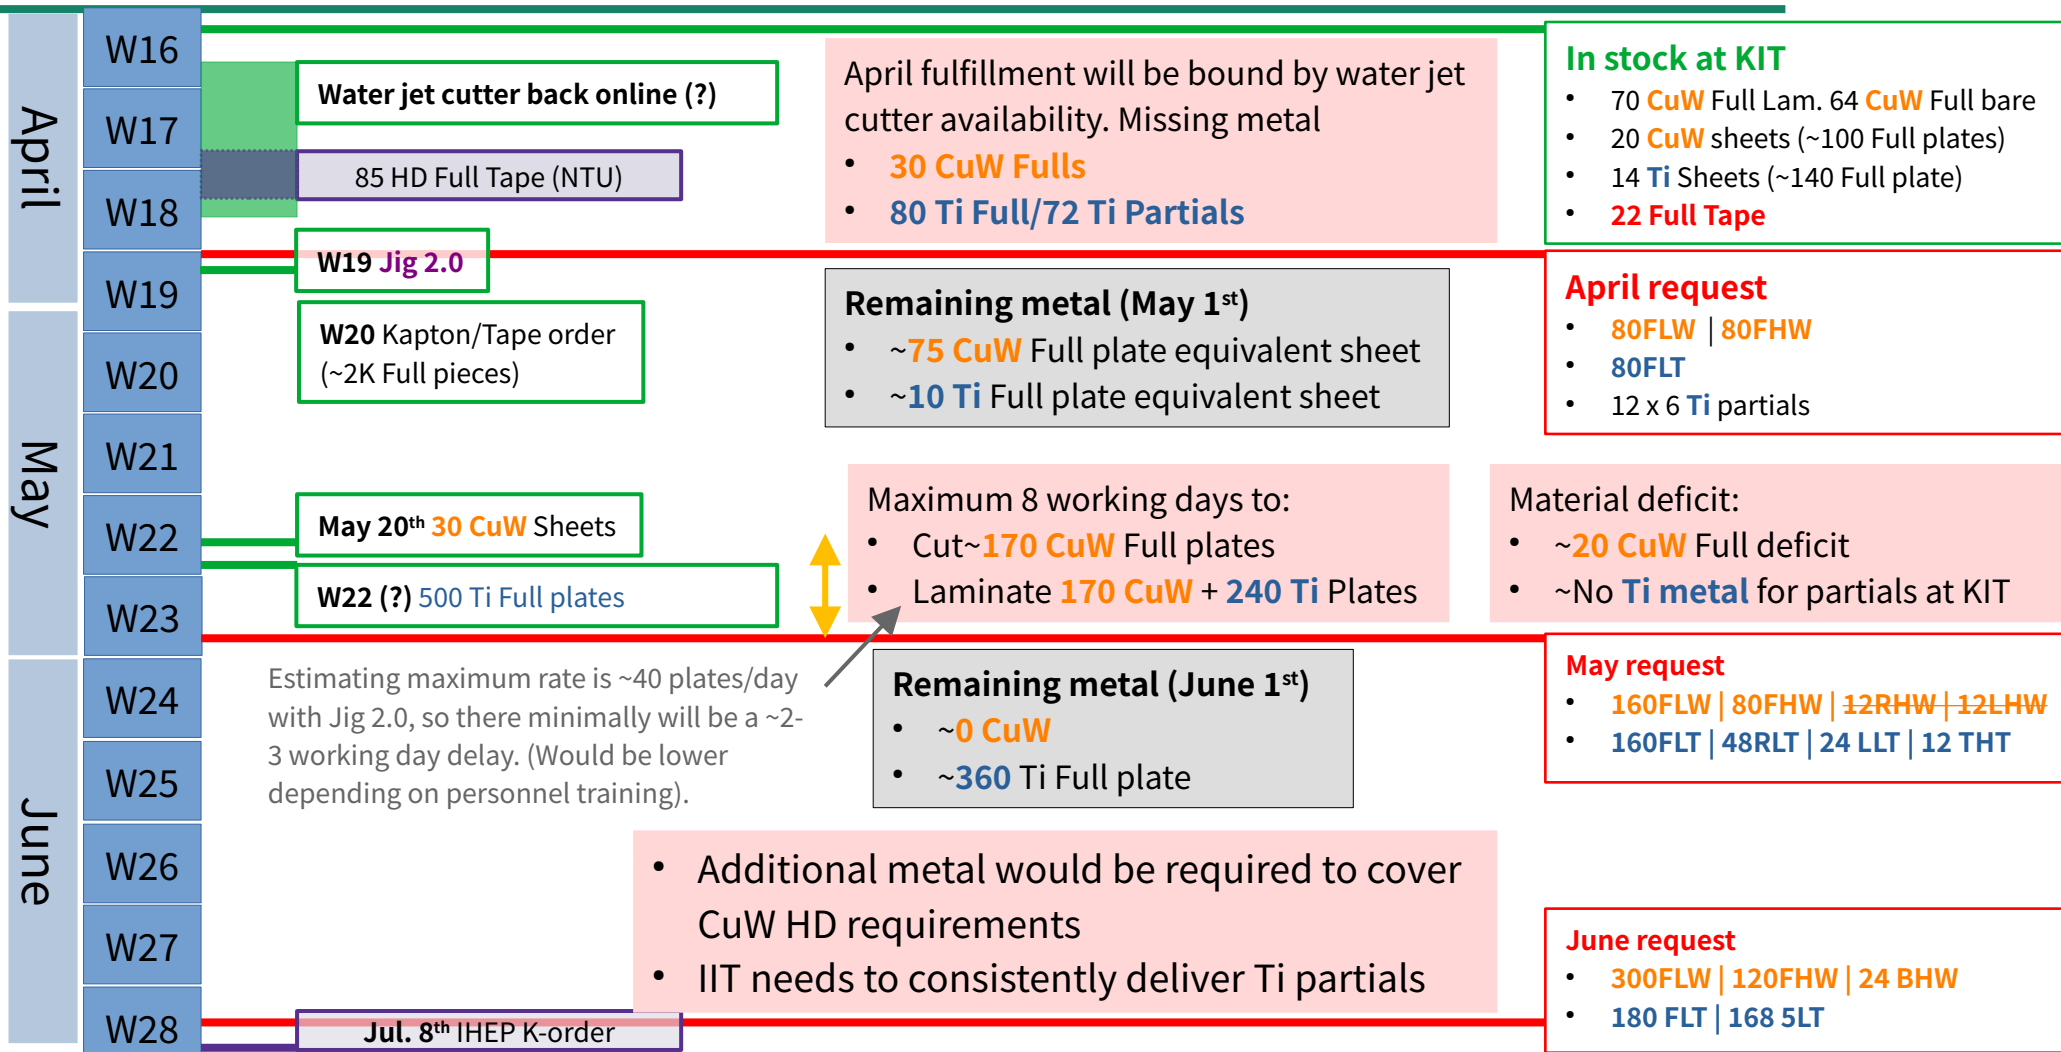 April
May
June
W16
W17
W18
W19
W20
W21
W22
W23
W24
W25
W26
W27
W28
Water jet cutter back online (?)
85 HD Full Tape (NTU)
W19 Jig 2.0
W20 Kapton/Tape order
(~2K Full pieces)
May 20th 30 CuW Sheets
W22 (?) 500 Ti Full plates
Estimating maximum rate is ~40 plates/day
with Jig 2.0, so there minimally will be a ~2-
3 working day delay. (Would be lower
depending on personnel training).
Jul. 8th IHEP K-order
April fulfillment will be bound by water jet
cutter availability. Missing metal
• 30 CuW Fulls
• 80 Ti Full/72 Ti Partials
Remaining metal (May 1st)
• ~75 CuW Full plate equivalent sheet
• ~10 Ti Full plate equivalent sheet
Maximum 8 working days to:
• Cut~170 CuW Full plates
• Laminate 170 CuW + 240 Ti Plates
Remaining metal (June 1st)
• ~0 CuW
• ~360 Ti Full plate
• Additional metal would be required to cover
CuW HD requirements
• IIT needs to consistently deliver Ti partials
In stock at KIT
• 70 CuW Full Lam. 64 CuW Full bare
• 20 CuW sheets (~100 Full plates)
• 14 Ti Sheets (~140 Full plate)
• 22 Full Tape
April request
• 80FLW | 80FHW
• 80FLT
• 12 x 6 Ti partials
Material deficit:
• ~20 CuW Full deficit
• ~No Ti metal for partials at KIT
May request
• 160FLW | 80FHW | 12RHW | 12LHW
• 160FLT | 48RLT | 24 LLT | 12 THT
June request
• 300FLW | 120FHW | 24 BHW
• 180 FLT | 168 5LT